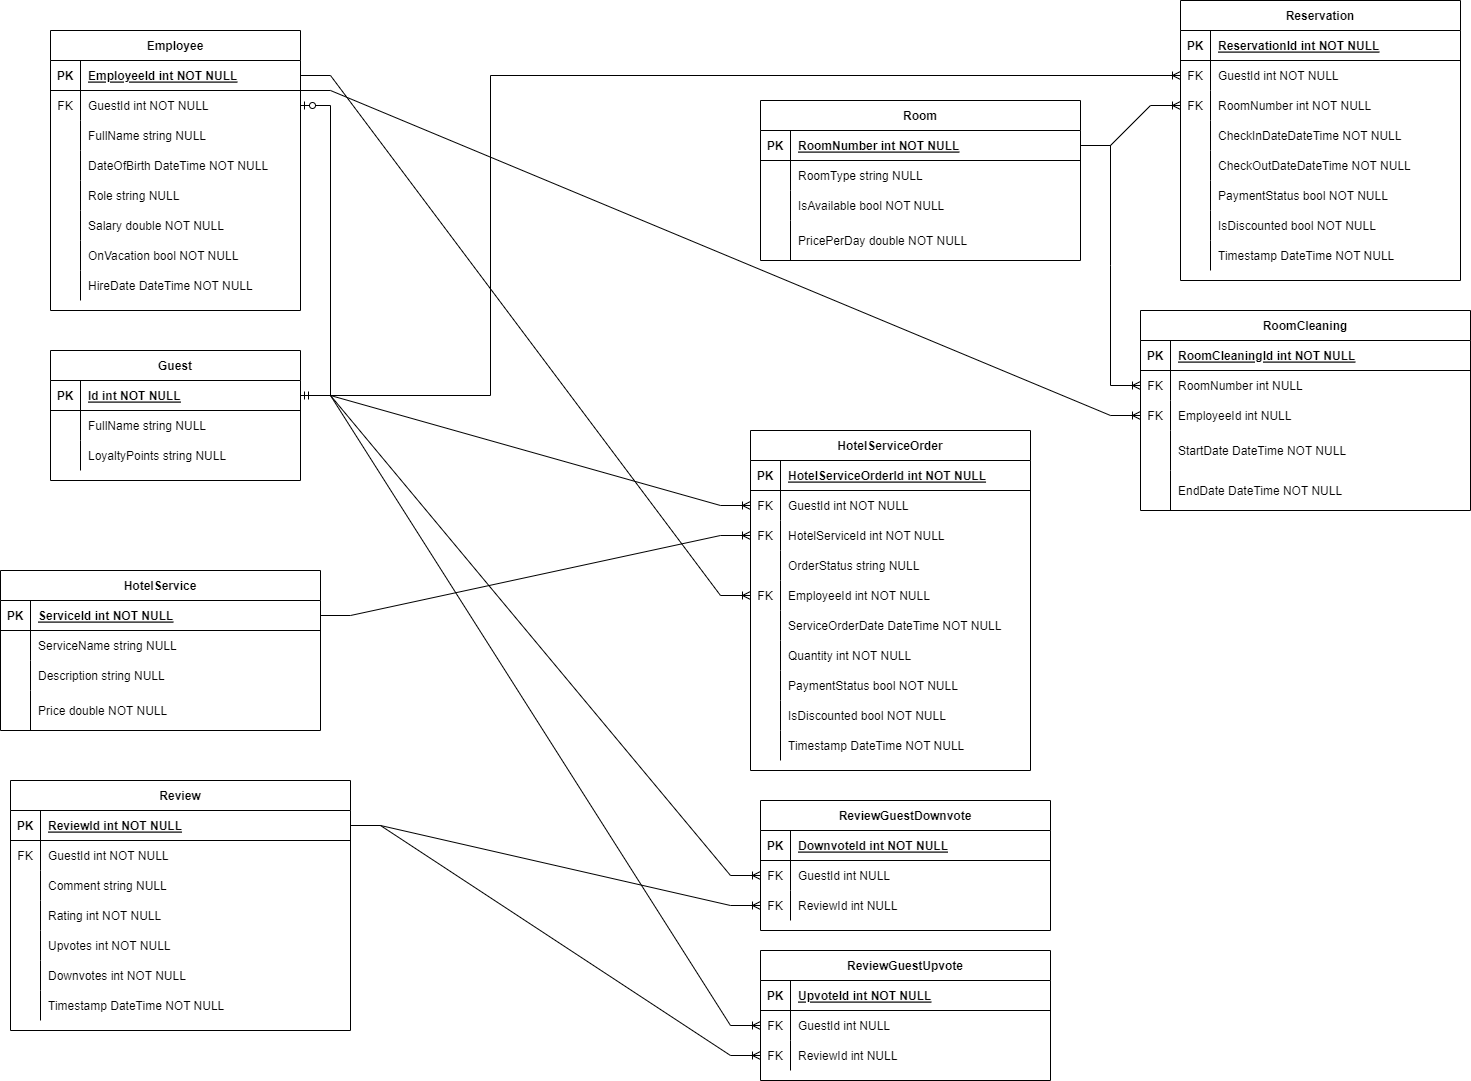 Employee
PK EmployeeId int NOT NULL
FK GuestId int NOT NULL
FullName string NULL
DateOfBirth DateTime NOT NULL
Role string NULL
Salary double NOT NULL
OnVacation bool NOT NULL
HireDate DateTime NOT NULL
Guest
PK Id int NOT NULL
FullName string NULL
LoyaltyPoints string NULL
HotelService
PK ServiceId int NOT NULL
ServiceName string NULL
Description string NULL
Price double NOT NULL
Review
PK ReviewId int NOT NULL
FK GuestId int NOT NULL
Comment string NULL
Rating int NOT NULL
Upvotes int NOT NULL
Downvotes int NOT NULL
Timestamp DateTime NOT NULL
Room
PK RoomNumber int NOT NULL
RoomType string NULL
IsAvailable bool NOT NULL
PricePerDay double NOT NULL
HotelServiceOrder
PK HotelServiceOrderId int NOT NULL
FK GuestId int NOT NULL
FK HotelServiceId int NOT NULL
OrderStatus string NULL
FK EmployeeId int NOT NULL
ServiceOrderDate DateTime NOT NULL
Quantity int NOT NULL
PaymentStatus bool NOT NULL
IsDiscounted bool NOT NULL
Timestamp DateTime NOT NULL
ReviewGuestDownvote
PK DownvoteId int NOT NULL
FK GuestId int NULL
FK ReviewId int NULL
ReviewGuestUpvote
PK UpvoteId int NOT NULL
FK GuestId int NULL
FK ReviewId int NULL
Reservation
PK ReservationId int NOT NULL
FK GuestId int NOT NULL
FK RoomNumber int NOT NULL
CheckInDateDateTime NOT NULL
CheckOutDateDateTime NOT NULL
PaymentStatus bool NOT NULL
IsDiscounted bool NOT NULL
Timestamp DateTime NOT NULL
RoomCleaning
PK RoomCleaningId int NOT NULL
FK RoomNumber int NULL
FK EmployeeId int NULL
StartDate DateTime NOT NULL
EndDate DateTime NOT NULL